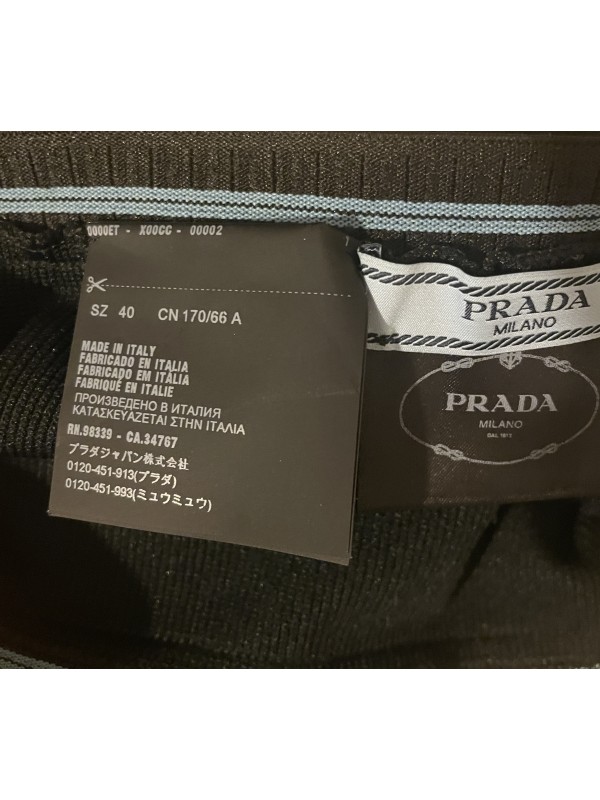 0000ET - X00CC - 00002
SZ 40 CN 170/66 A
MADE IN ITALY
FABRICADO EN ITALIA
FABRICADO EM ITÁLIA
FABRIQUÉ EN ITALIE
ПРОИЗВЕДЕНО В ИТАЛИЯ
ΚΑΤΑΣΚΕΥΑΖΕΤΑΙ ΣΤΗΝ ΙΤΑΛΙΑ
RN.98339 - CA.34767
プラダジャパン株式会社
0120-451-913(プラダ)
0120-451-993(ミュウミュウ)
PRADA
MILANO
PRADA
MILANO
DAL 1913